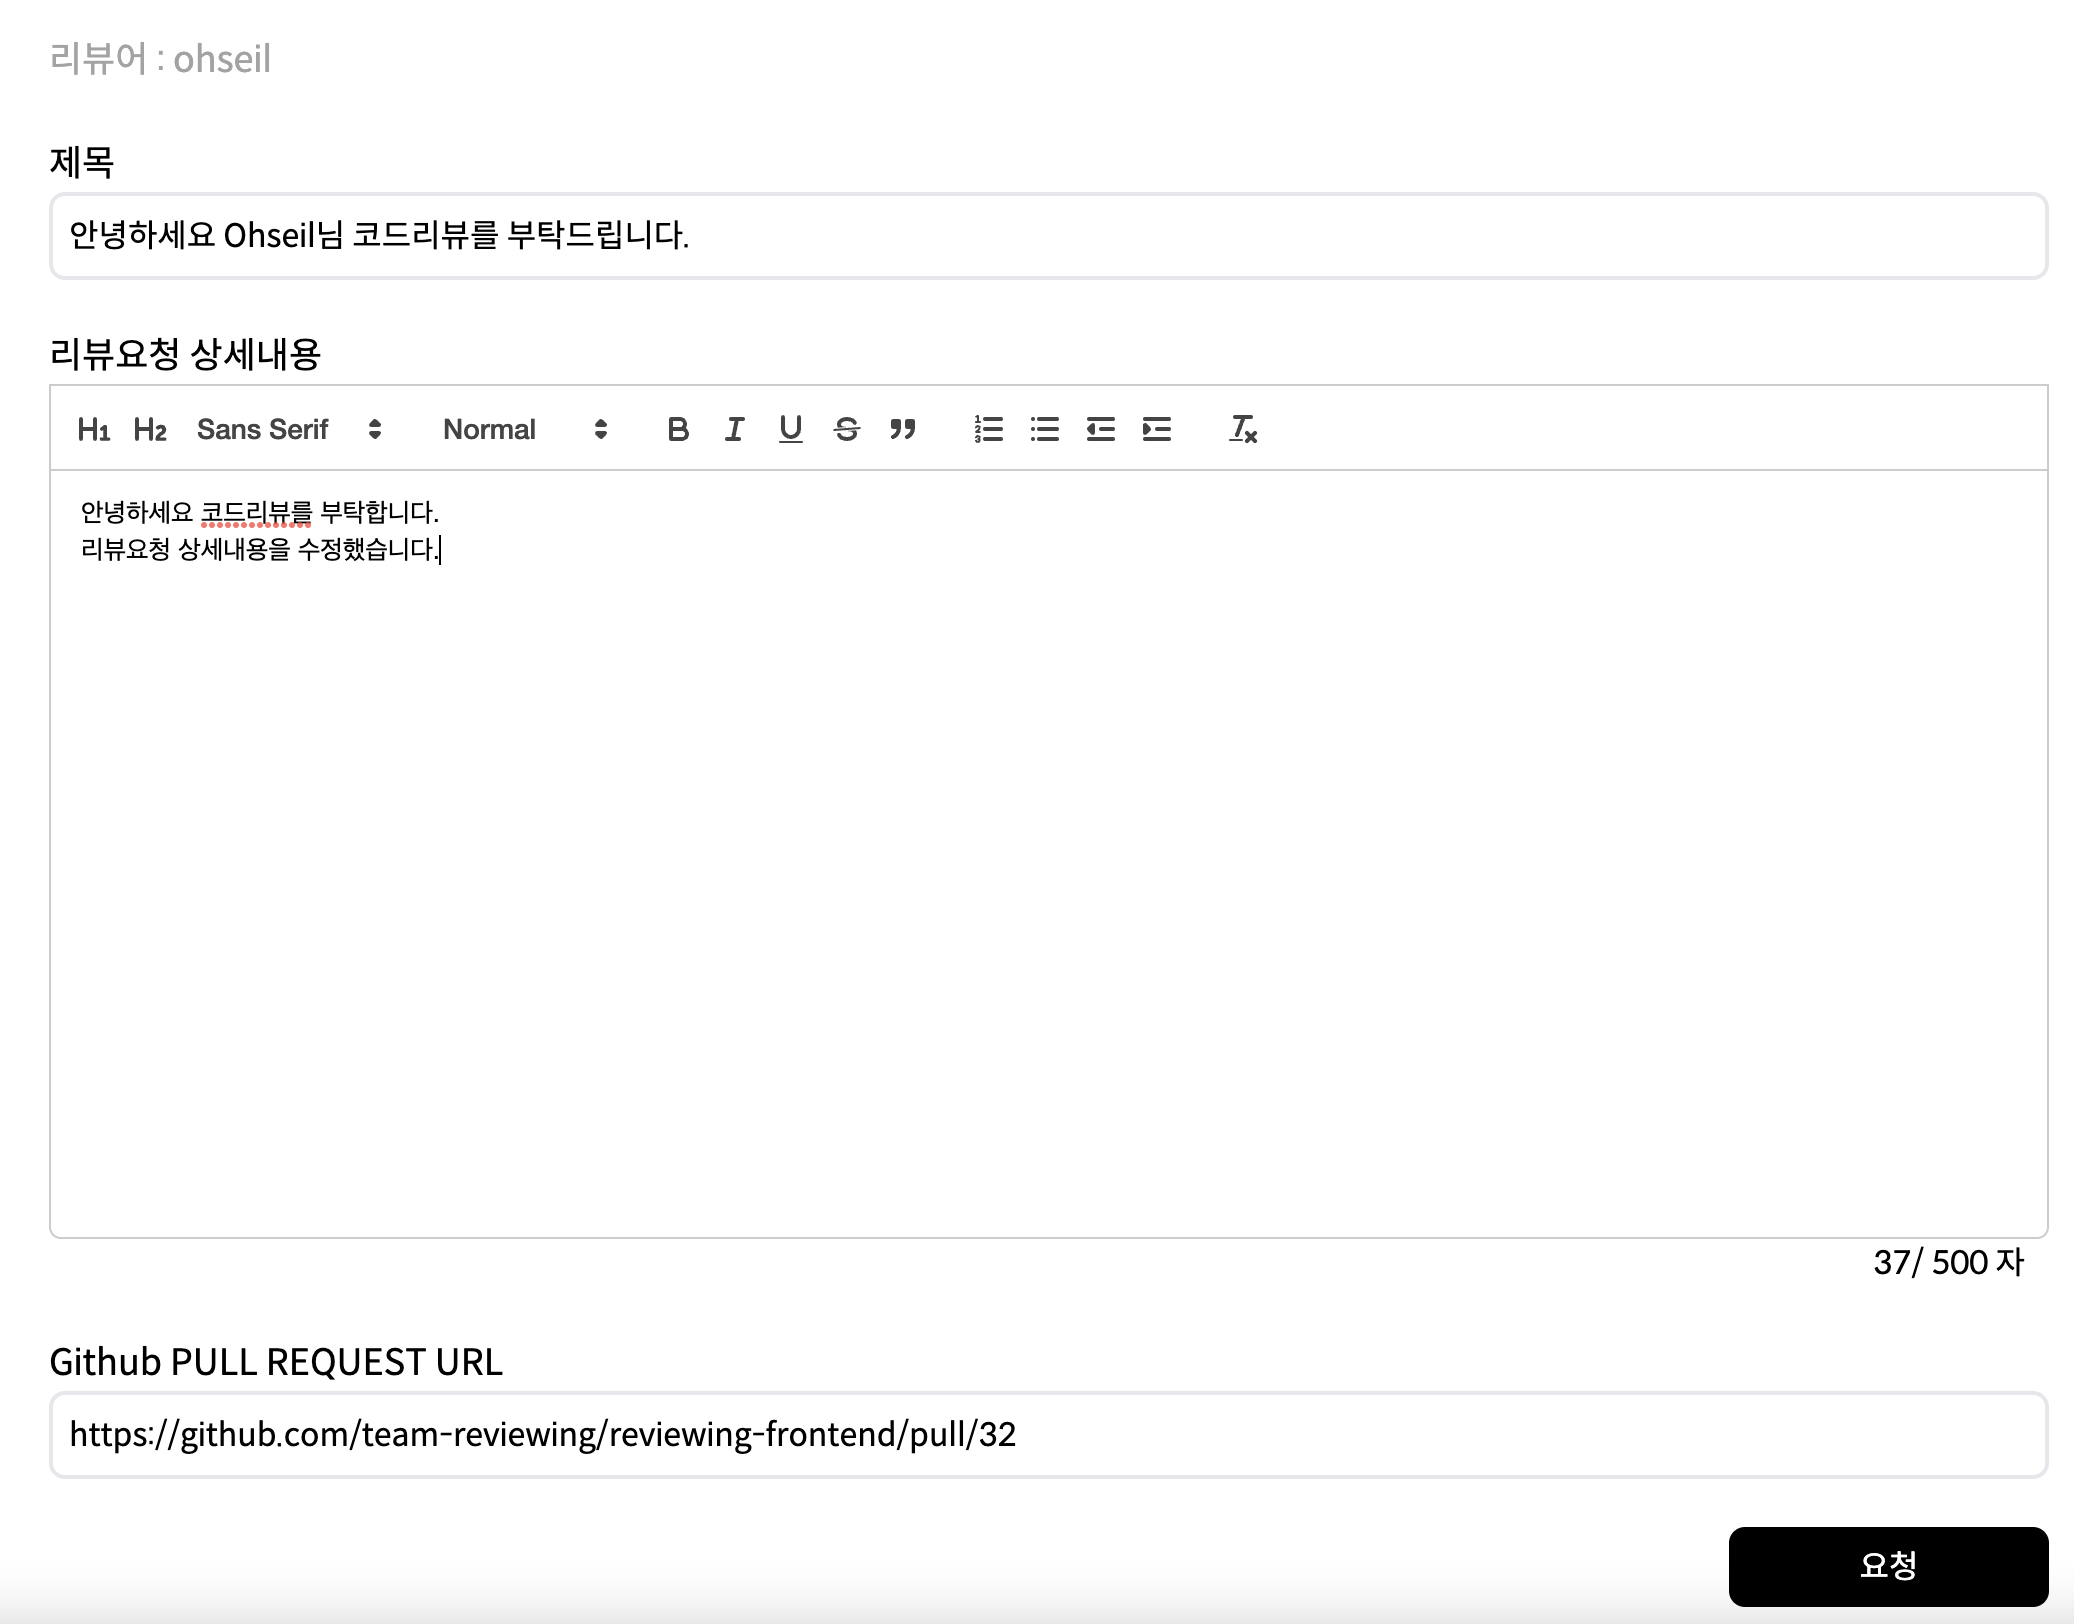 리뷰어 : ohseil
제목
안녕하세요 Ohseil님 코드리뷰를 부탁드립니다.
리뷰요청 상세내용
H1 H2 Sans Serif Normal B I U S
안녕하세요 코드리뷰를 부탁합니다.
리뷰요청 상세내용을 수정했습니다.
37/ 500 자
Github PULL REQUEST URL
https://github.com/team-reviewing/reviewing-frontend/pull/32
요청